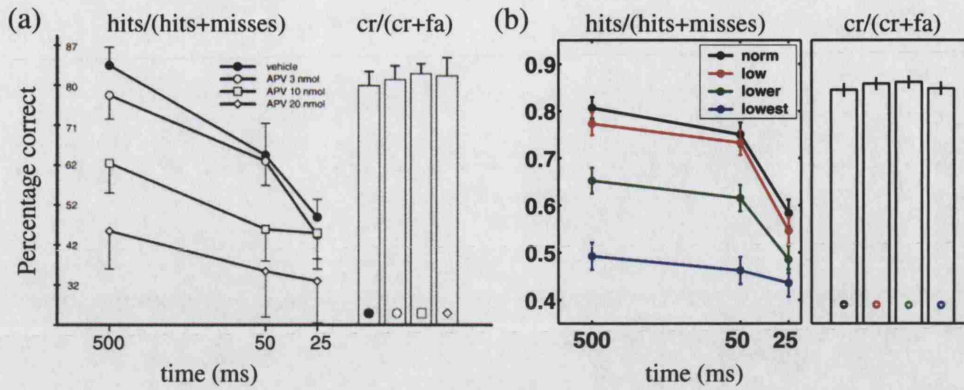 (a)
hits/(hits+misses)
cr/(cr+fa)
87
80
71
62
52
42
32
Percentage correct
vehicle
APV 3 nmol
APV 10 nmol
APV 20 nmol
500
50
25
time (ms)
(b)
hits/(hits+misses)
cr/(cr+fa)
0.9
0.8
0.7
0.6
0.5
0.4
norm
low
lower
lowest
500
50
25
time (ms)